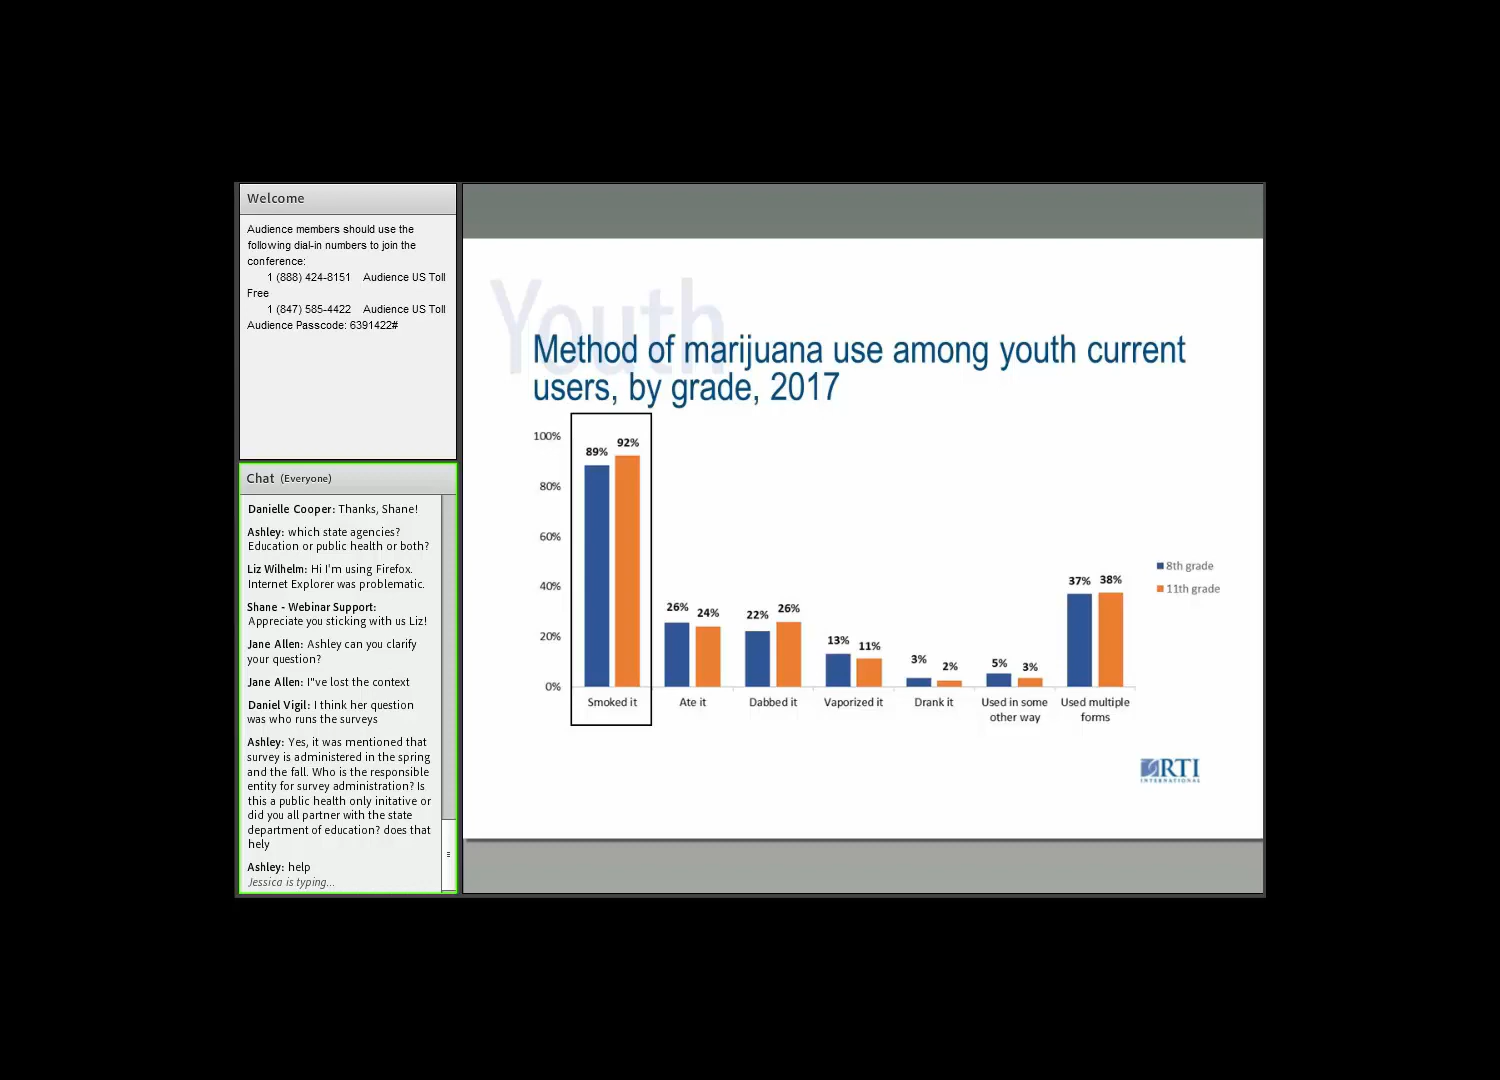 Welcome
Audience members should use the
following dial-in numbers to join the
conference:
1 (888) 424-8151 Audience US Toll
Free
1 (847) 585-4422 Audience US Toll
Audience Passcode: 6391422#
Chat (Everyone)
Danielle Cooper: Thanks, Shane!
Ashley: which state agencies?
Education or public health or both?
Liz Wilhelm: Hi I'm using Firefox.
Internet Explorer was problematic.
Shane - Webinar Support:
Appreciate you sticking with us Liz!
Jane Allen: Ashley can you clarify
your question?
Jane Allen: I"ve lost the context
Daniel Vigil: I think her question
was who runs the surveys
Ashley: Yes, it was mentioned that
survey is administered in the spring
and the fall. Who is the responsible
entity for survey administration? Is
this a public health only initative or
did you all partner with the state
department of education? does that
hely
Ashley: help
Jessica is typing...
Youth
Method of marijuana use among youth current
users, by grade, 2017
100%
80%
60%
40%
20%
0%
89% 92%
26% 24%
22% 26%
13% 11%
3% 2%
5% 3%
37% 38%
Smoked it
Ate it
Dabbed it
Vaporized it
Drank it
Used in some
other way
Used multiple
forms
8th grade
11th grade
RTI
INTERNATIONAL